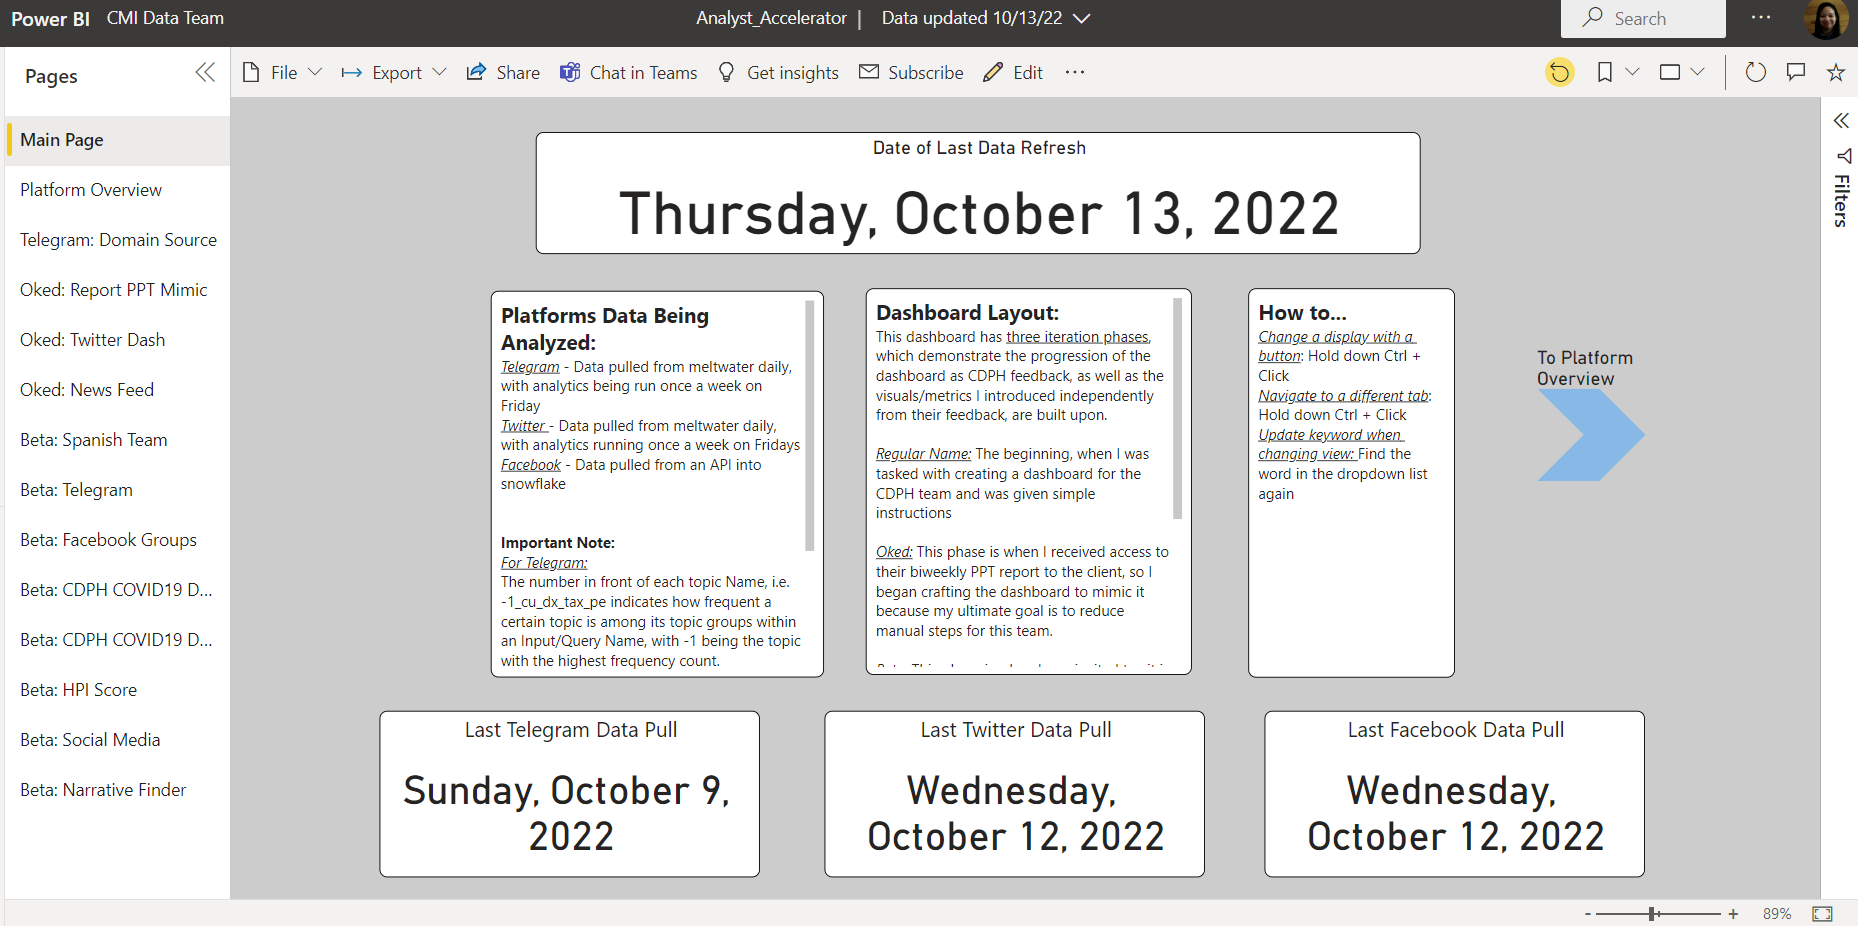 Power BI CMI Data Team Analyst_Accelerator | Data updated 10/13/22 Search
Pages
File Export Share Chat in Teams Get insights Subscribe Edit
Main Page
Platform Overview
Telegram: Domain Source
Oked: Report PPT Mimic
Oked: Twitter Dash
Oked: News Feed
Beta: Spanish Team
Beta: Telegram
Beta: Facebook Groups
Beta: CDPH COVID19 D...
Beta: CDPH COVID19 D...
Beta: HPI Score
Beta: Social Media
Beta: Narrative Finder
Date of Last Data Refresh
Thursday, October 13, 2022
Platforms Data Being
Analyzed:
Telegram - Data pulled from meltwater daily,
with analytics being run once a week on
Friday
Twitter - Data pulled from meltwater daily,
with analytics running once a week on Fridays
Facebook - Data pulled from an API into
snowflake
Important Note:
For Telegram:
The number in front of each topic Name, i.e.
-1_cu_dx_tax_pe indicates how frequent a
certain topic is among its topic groups within
an Input/Query Name, with -1 being the topic
with the highest frequency count.
Dashboard Layout:
This dashboard has three iteration phases,
which demonstrate the progression of the
dashboard as CDPH feedback, as well as the
visuals/metrics I introduced independently
from their feedback, are built upon.
Regular Name: The beginning, when I was
tasked with creating a dashboard for the
CDPH team and was given simple
instructions
Oked: This phase is when I received access to
their biweekly PPT report to the client, so I
began crafting the dashboard to mimic it
because my ultimate goal is to reduce
manual steps for this team.
How to...
Change a display with a
button: Hold down Ctrl +
Click
Navigate to a different tab:
Hold down Ctrl + Click
Update keyword when
changing view: Find the
word in the dropdown list
again
To Platform
Overview
Filters
Last Telegram Data Pull
Sunday, October 9,
2022
Last Twitter Data Pull
Wednesday,
October 12, 2022
Last Facebook Data Pull
Wednesday,
October 12, 2022
- + 89%